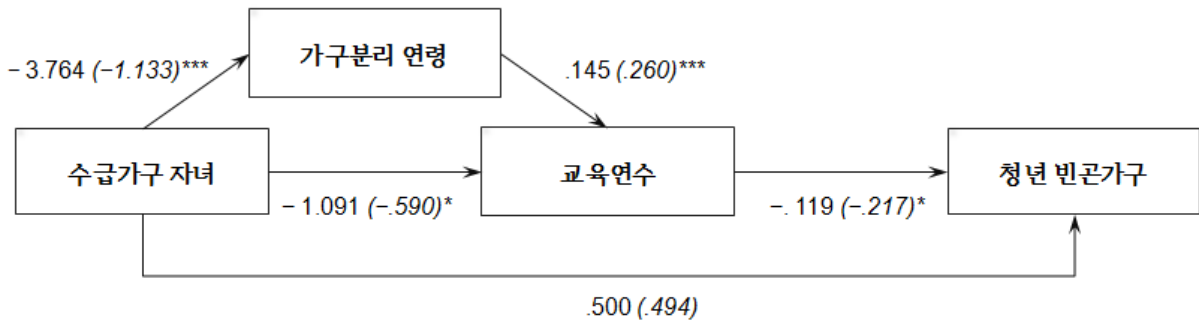 가구분리 연령
− 3.764 (−1.133)***
.145 (.260)***
수급가구 자녀
교육연수
청년 빈곤가구
− 1.091 (−.590)*
−. 119 (−.217)*
.500 (.494)